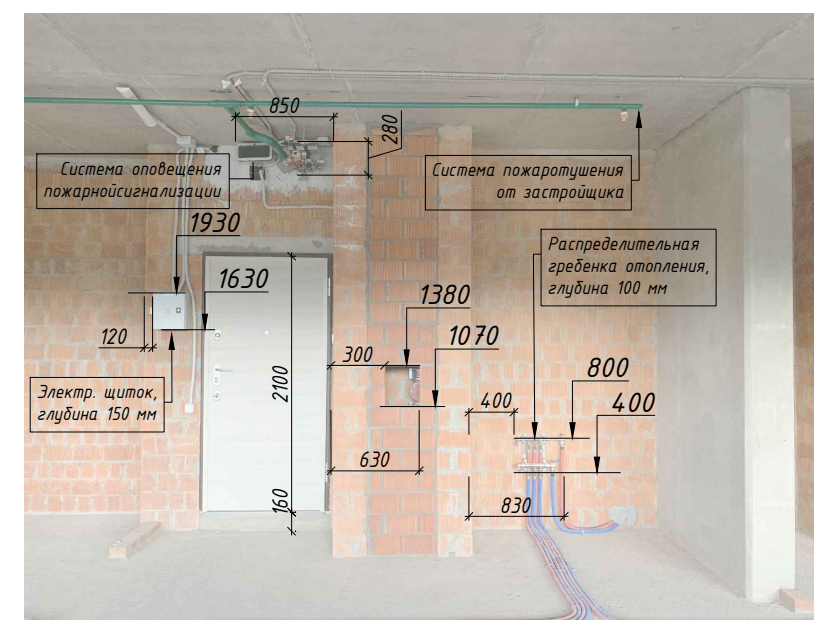 850
280
Система оповещения
пожарнойсигнализации
Система пожаротушения
от застройщика
1930
Распределительная
гребенка отопления,
глубина 100 мм
1630
1380
120
1070
300
2100
800
Электр. щиток,
глубина 150 мм
400
400
630
160
830